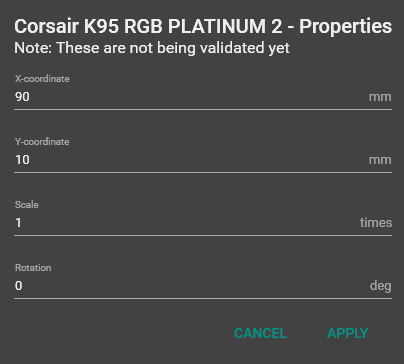 Corsair K95 RGB PLATINUM 2 - Properties
Note: These are not being validated yet
X-coordinate
90 mm
Y-coordinate
10 mm
Scale
1 times
Rotation
0 deg
CANCEL APPLY